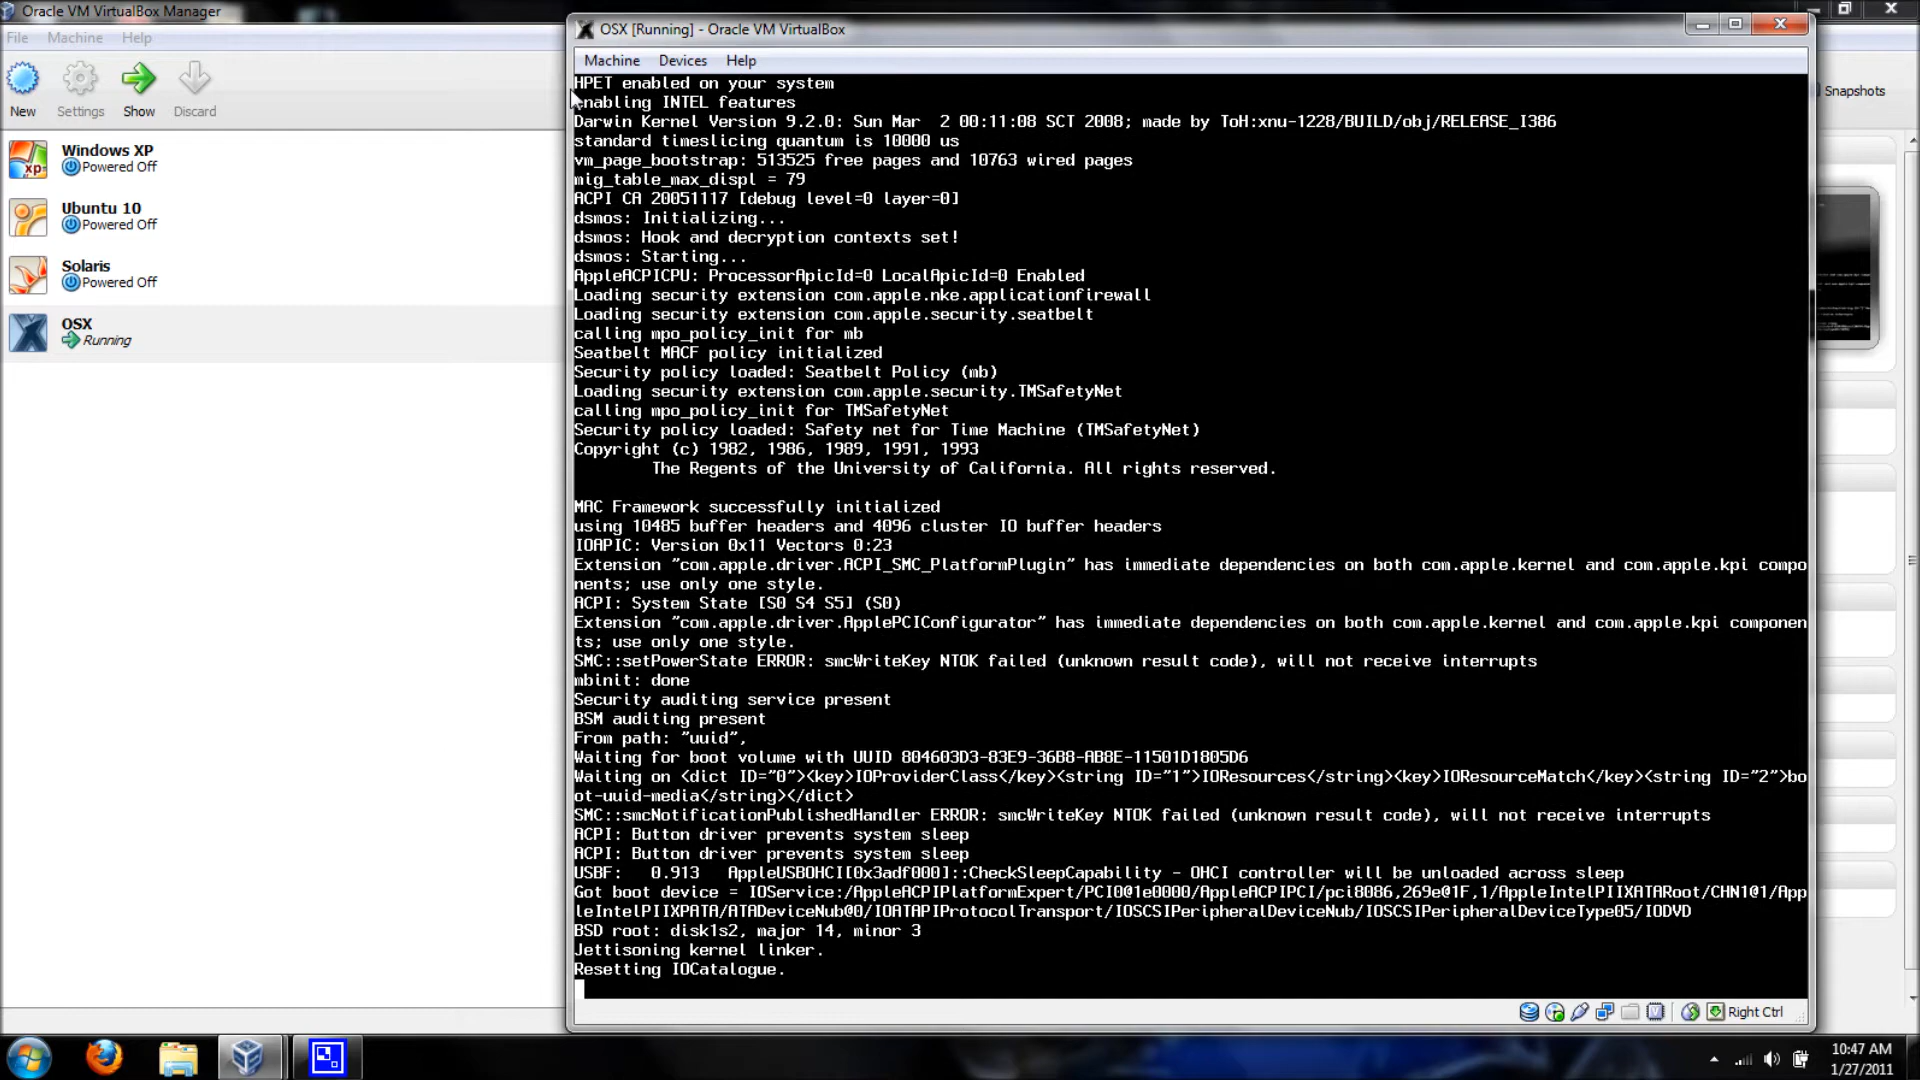 Oracle VM VirtualBox Manager
File Machine Help
New Settings Show Discard
Snapshots
Windows XP
Powered Off
Ubuntu 10
Powered Off
Solaris
Powered Off
OSX
Running
OSX [Running] - Oracle VM VirtualBox
Machine Devices Help
HPET enabled on your system
enabling INTEL features
Darwin Kernel Version 9.2.0: Sun Mar  2 00:11:08 SCT 2008; made by ToH:xnu-1228/BUILD/obj/RELEASE_I386
standard timeslicing quantum is 10000 us
vm_page_bootstrap: 513525 free pages and 10763 wired pages
mig_table_max_displ = 79
ACPI CA 20051117 [debug level=0 layer=0]
dsmos: Initializing...
dsmos: Hook and decryption contexts set!
dsmos: Starting...
AppleACPICPU: ProcessorApicId=0 LocalApicId=0 Enabled
Loading security extension com.apple.nke.applicationfirewall
Loading security extension com.apple.security.seatbelt
calling mpo_policy_init for mb
Seatbelt MACF policy initialized
Security policy loaded: Seatbelt Policy (mb)
Loading security extension com.apple.security.TMSafetyNet
calling mpo_policy_init for TMSafetyNet
Security policy loaded: Safety net for Time Machine (TMSafetyNet)
Copyright (c) 1982, 1986, 1989, 1991, 1993
The Regents of the University of California. All rights reserved.
MAC Framework successfully initialized
using 10485 buffer headers and 4096 cluster IO buffer headers
IOAPIC: Version 0x11 Vectors 0:23
Extension "com.apple.driver.ACPI_SMC_PlatformPlugin" has immediate dependencies on both com.apple.kernel and com.apple.kpi compo
nents; use only one style.
ACPI: System State [S0 S4 S5] (S0)
Extension "com.apple.driver.ApplePCIConfigurator" has immediate dependencies on both com.apple.kernel and com.apple.kpi componen
ts; use only one style.
SMC::setPowerState ERROR: smcWriteKey NTOK failed (unknown result code), will not receive interrupts
mbinit: done
Security auditing service present
BSM auditing present
From path: "uuid",
Waiting for boot volume with UUID 804603D3-83E9-36B8-AB8E-11501D1805D6
Waiting on <dict ID="0"><key>IOProviderClass</key><string ID="1">IOResources</string><key>IOResourceMatch</key><string ID="2">bo
ot-uuid-media</string></dict>
SMC::smcNotificationPublishedHandler ERROR: smcWriteKey NTOK failed (unknown result code), will not receive interrupts
ACPI: Button driver prevents system sleep
ACPI: Button driver prevents system sleep
USBF:   0.913   AppleUSBOHCI[0x3adf000]::CheckSleepCapability - OHCI controller will be unloaded across sleep
Got boot device = IOService:/AppleACPIPlatformExpert/PCI0@1e0000/AppleACPIPCI/pci8086,269e@1F,1/AppleIntelPIIXATARoot/CHN1@1/App
leIntelPIIXPATA/ATADeviceNub@0/IOATAPIProtocolTransport/IOSCSIPeripheralDeviceNub/IOSCSIPeripheralDeviceType05/IODVD
BSD root: disk1s2, major 14, minor 3
Jettisoning kernel linker.
Resetting IOCatalogue.
Right Ctrl
10:47 AM
1/27/2011